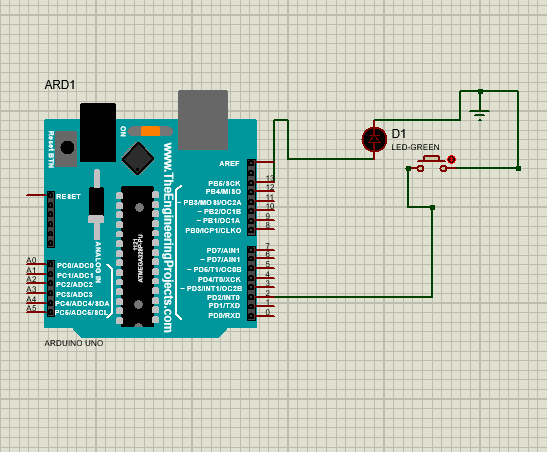 ARD1
ON
Reset BTN
www.TheEngineeringProjects.com
ANALOG IN
ATMEGA328P-PU
1121
RESET
A0 PC0/ADC0
A1 PC1/ADC1
A2 PC2/ADC2
A3 PC3/ADC3
A4 PC4/ADC4/SDA
A5 PC5/ADC5/SCL
AREF
PB5/SCK 13
PB4/MISO 12
~ PB3/MOSI/OC2A 11
~ PB2/OC1B 10
~ PB1/OC1A 9
PB0/ICP1/CLKO 8
PD7/AIN1 7
~ PD7/AIN1 6
~ PD5/T1/OC0B 5
PD4/T0/XCK 4
~ PD3/INT1/OC2B 3
PD2/INT0 2
PD1/TXD 1
PD0/RXD 0
ARDUINO UNO
D1
LED-GREEN